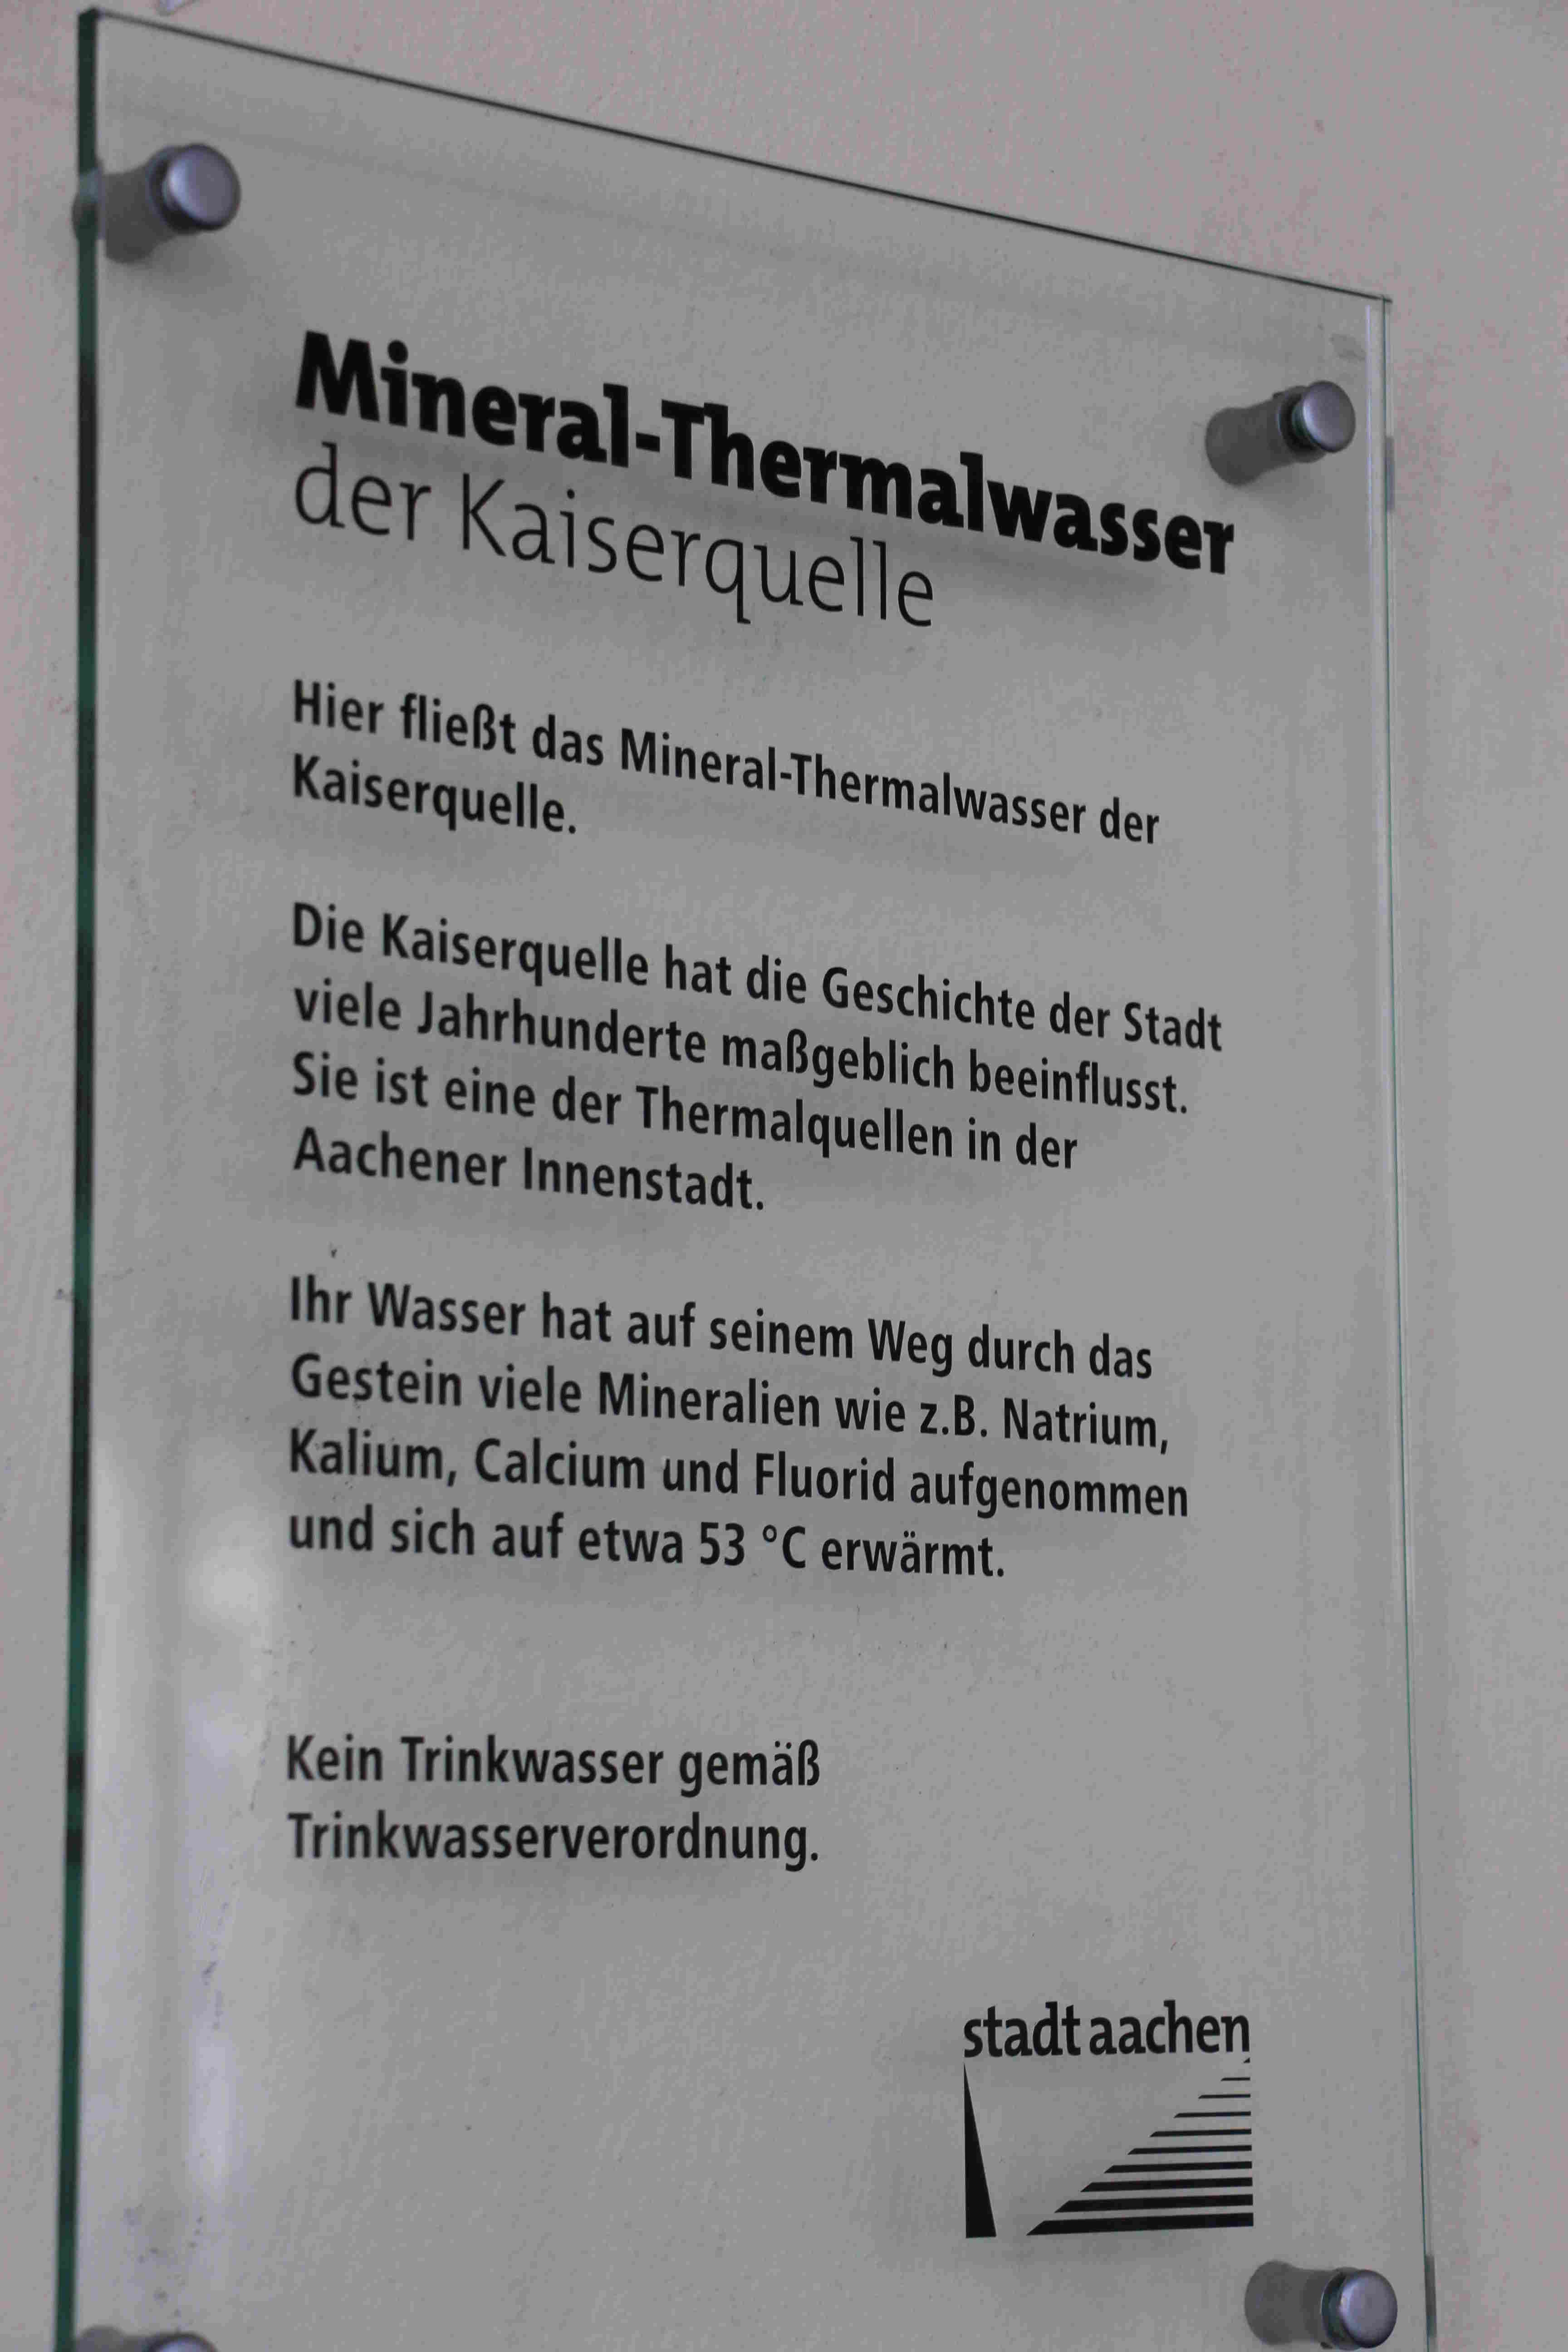 Mineral-Thermalwasser
der Kaiserquelle
Hier fließt das Mineral-Thermalwasser der
Kaiserquelle.
Die Kaiserquelle hat die Geschichte der Stadt
viele Jahrhunderte maßgeblich beeinflusst.
Sie ist eine der Thermalquellen in der
Aachener Innenstadt.
Ihr Wasser hat auf seinem Weg durch das
Gestein viele Mineralien wie z.B. Natrium,
Kalium, Calcium und Fluorid aufgenommen
und sich auf etwa 53 °C erwärmt.
Kein Trinkwasser gemäß
Trinkwasserverordnung.
stadt aachen